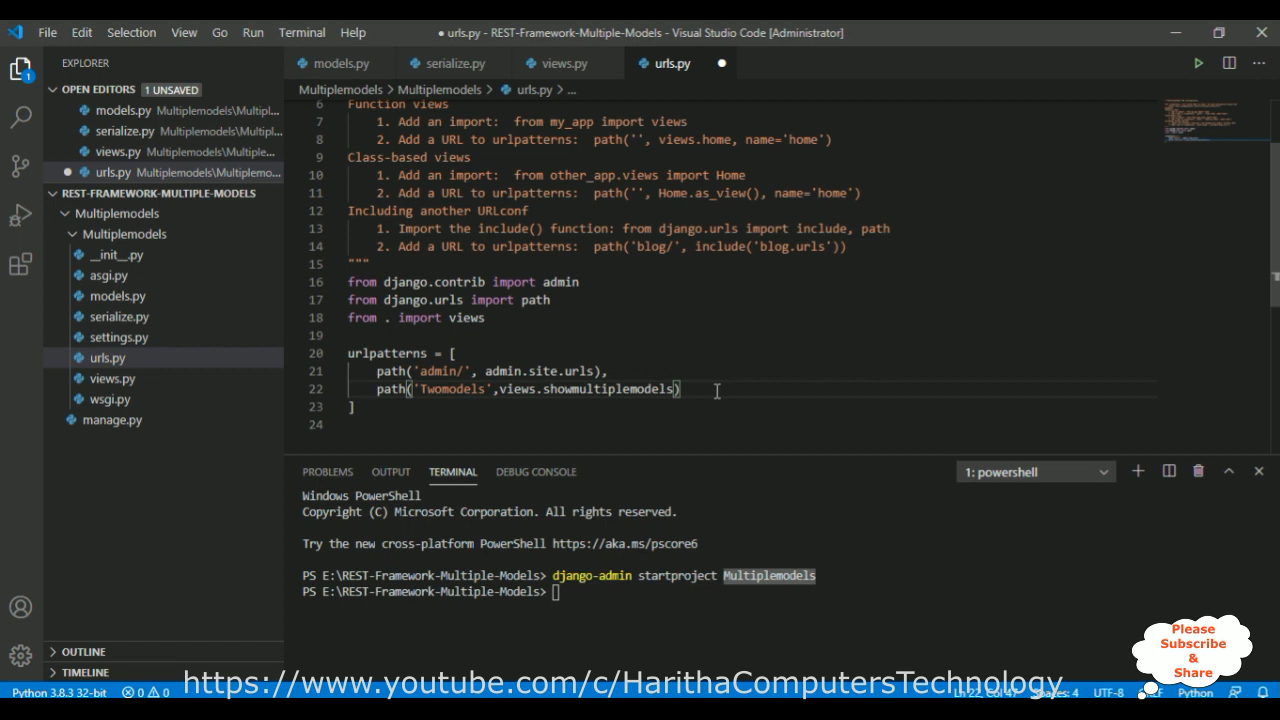 File Edit Selection View Go Run Terminal Help
● urls.py - REST-Framework-Multiple-Models - Visual Studio Code [Administrator]
EXPLORER
OPEN EDITORS 1 UNSAVED
models.py Multiplemodels\Multipl...
serialize.py Multiplemodels\Multipl...
views.py Multiplemodels\Multiple...
● urls.py Multiplemodels\Multiplemo...
REST-FRAMEWORK-MULTIPLE-MODELS
Multiplemodels
Multiplemodels
__init__.py
asgi.py
models.py
serialize.py
settings.py
urls.py
views.py
wsgi.py
manage.py
OUTLINE
TIMELINE
models.py serialize.py views.py urls.py ●
Multiplemodels > Multiplemodels > urls.py > ...
6 Function views
7 1. Add an import: from my_app import views
8 2. Add a URL to urlpatterns: path('', views.home, name='home')
9 Class-based views
10 1. Add an import: from other_app.views import Home
11 2. Add a URL to urlpatterns: path('', Home.as_view(), name='home')
12 Including another URLconf
13 1. Import the include() function: from django.urls import include, path
14 2. Add a URL to urlpatterns: path('blog/', include('blog.urls'))
15 """
16 from django.contrib import admin
17 from django.urls import path
18 from . import views
19
20 urlpatterns = [
21 path('admin/', admin.site.urls),
22 path('Twomodels',views.showmultiplemodels)
23 ]
24
PROBLEMS OUTPUT TERMINAL DEBUG CONSOLE 1: powershell
Windows PowerShell
Copyright (C) Microsoft Corporation. All rights reserved.
Try the new cross-platform PowerShell https://aka.ms/pscore6
PS E:\REST-Framework-Multiple-Models> django-admin startproject Multiplemodels
PS E:\REST-Framework-Multiple-Models>
Please
Subscribe
&
Share
https://www.youtube.com/c/HarithaComputersTechnology
Python 3.8.3 32-bit 0 0 Spaces: 4 UTF-8 Python